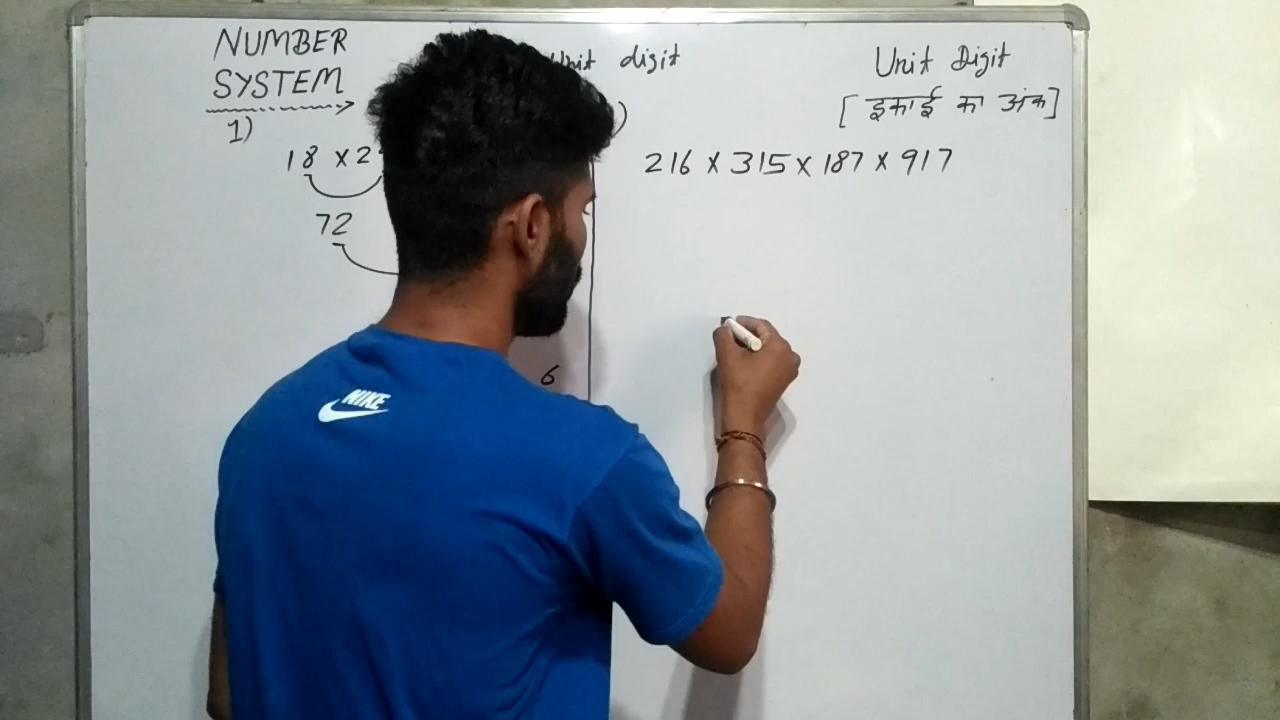 NUMBER
SYSTEM
1)
18 x 2
72
6
Unit digit
)
Unit Digit
[ इकाई का अंक ]
216 x 315 x 187 x 917
NIKE